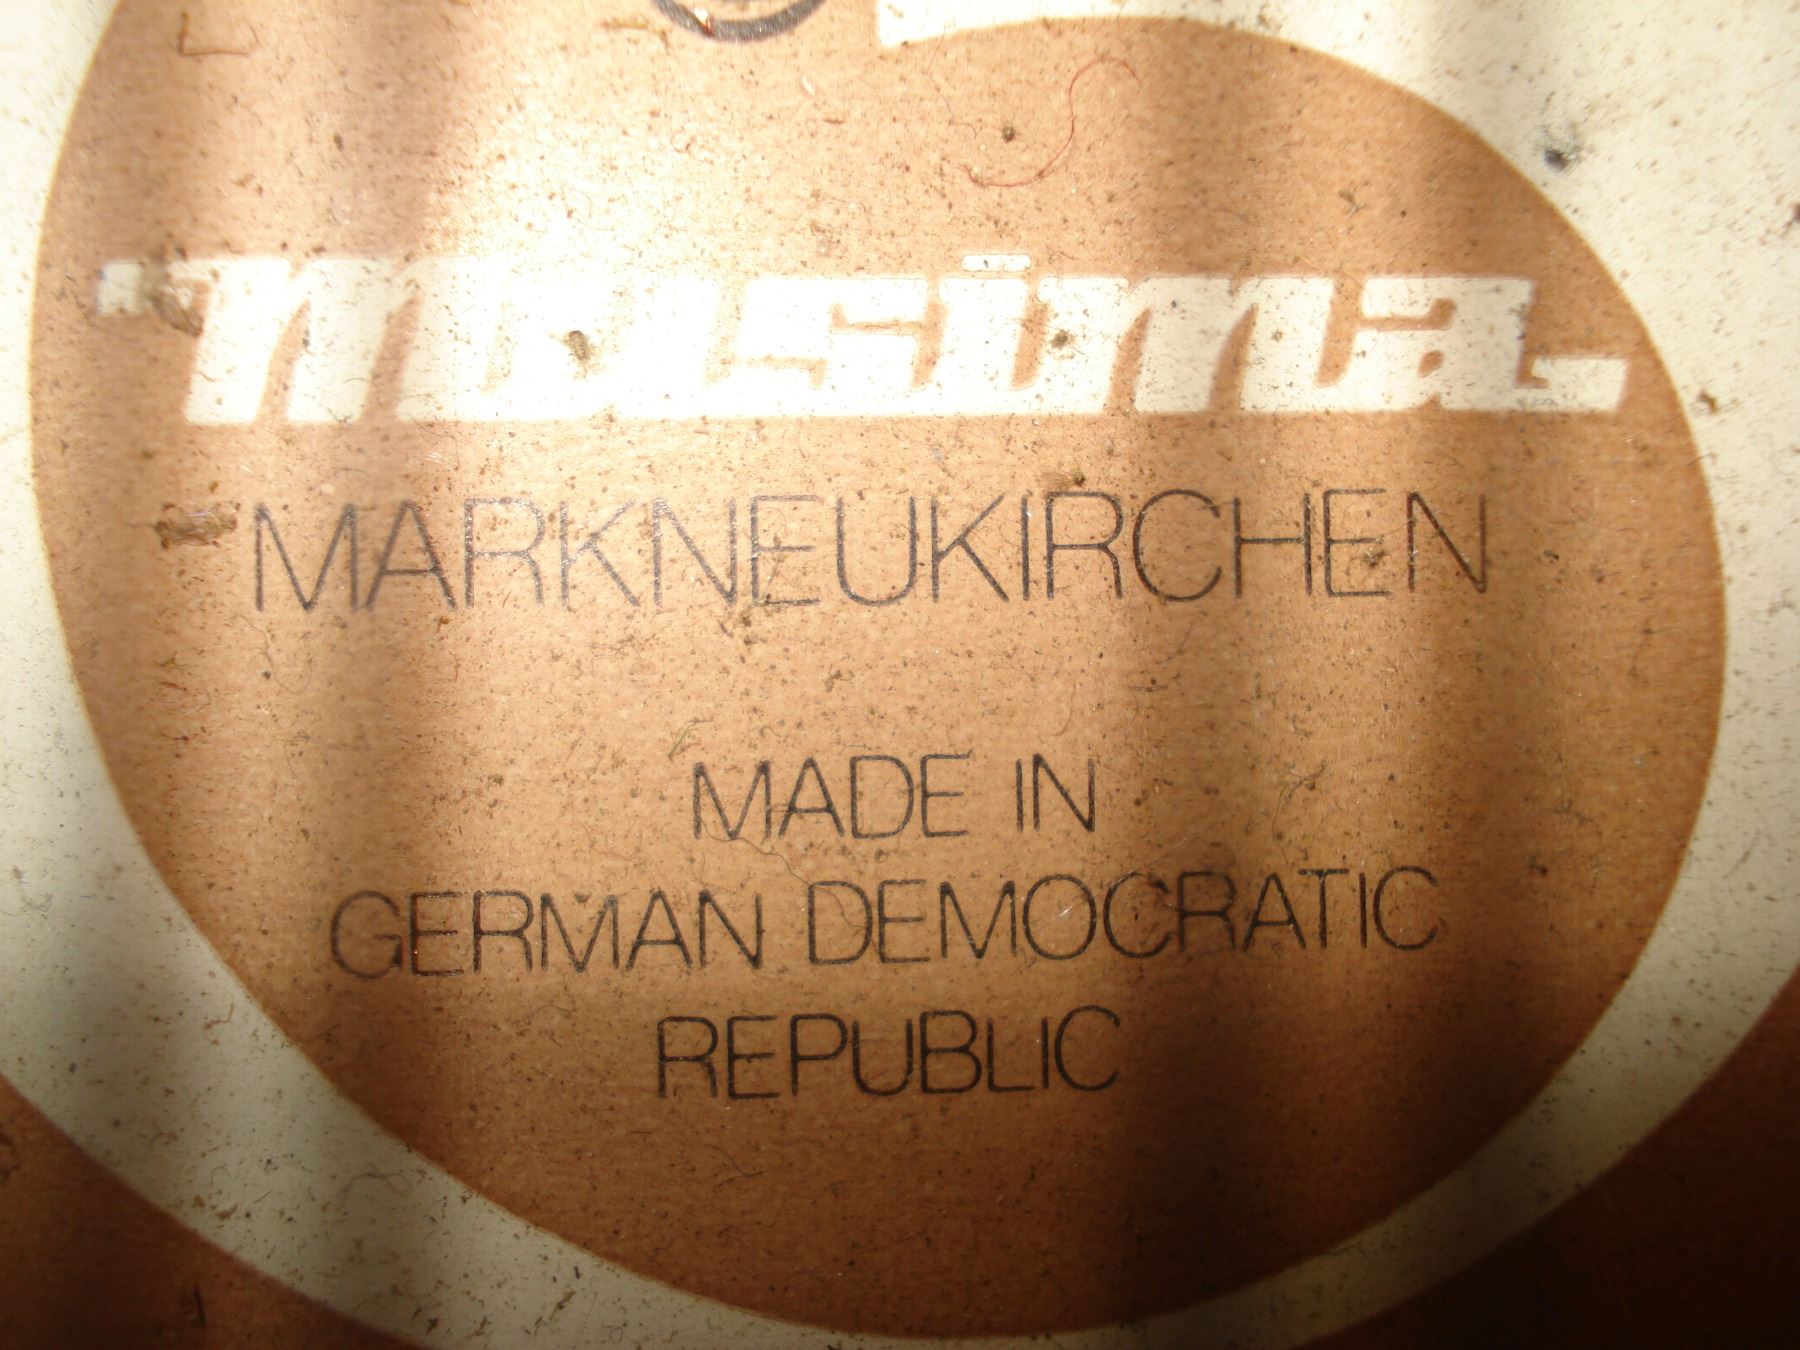 musima
MARKNEUKIRCHEN
MADE IN
GERMAN DEMOCRATIC
REPUBLIC